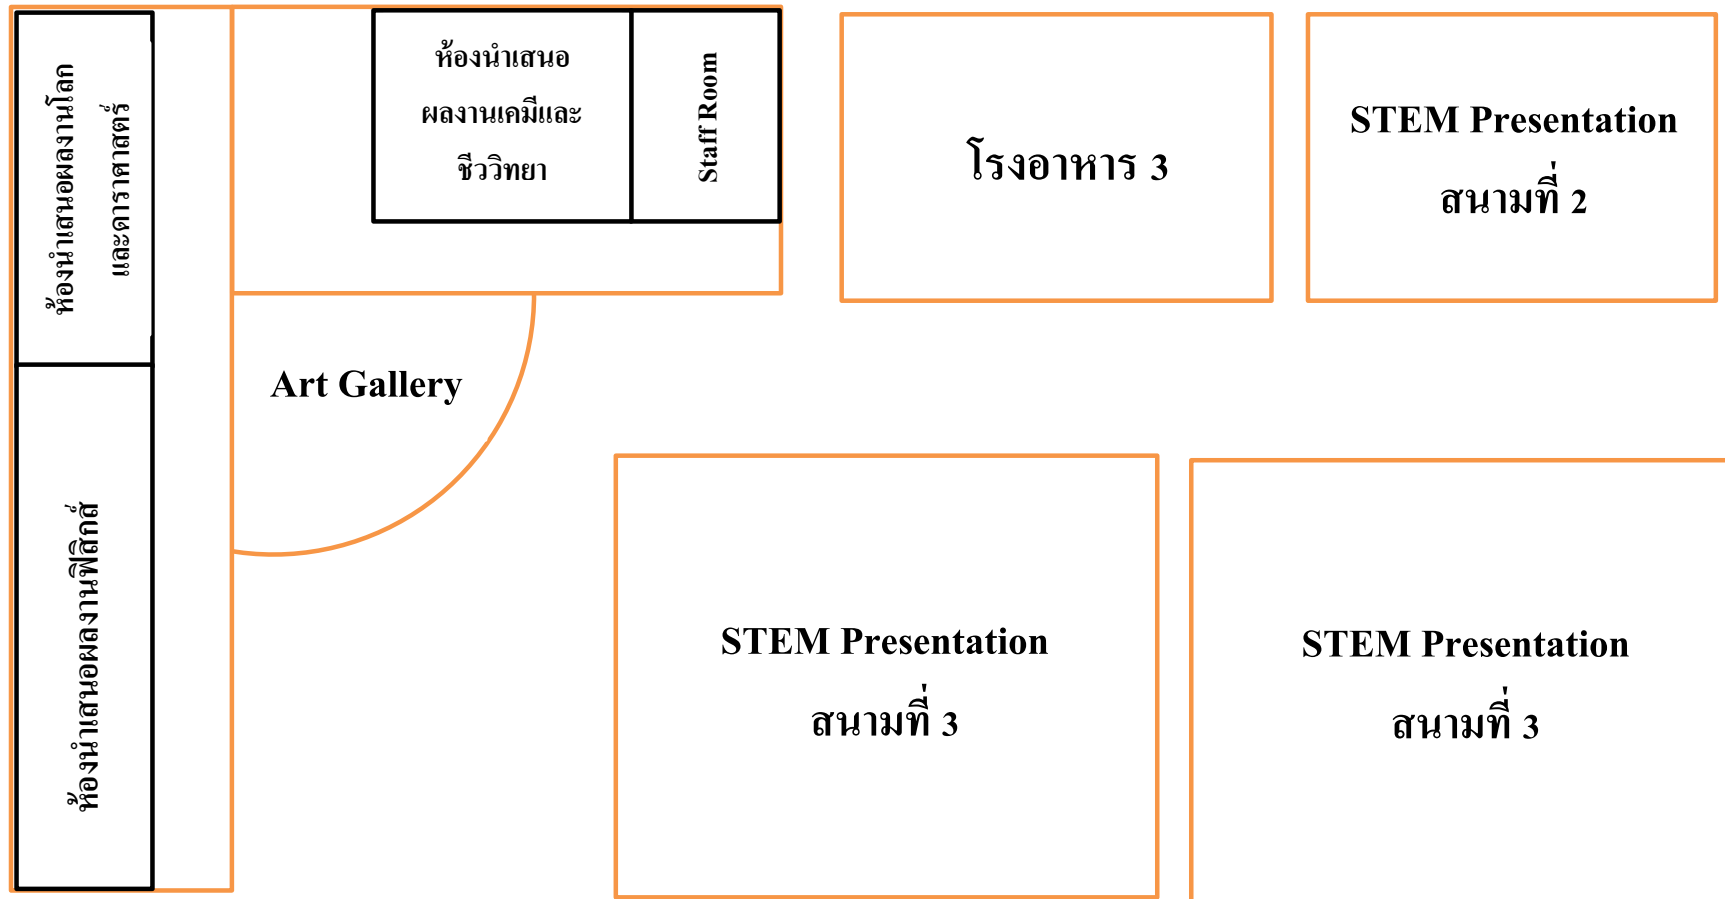 ห้องนำเสนอผลงานโลก
และดาราศาสตร์
ห้องนำเสนอ
ผลงานเคมีและ
ชีววิทยา
Staff Room
โรงอาหาร 3
STEM Presentation
สนามที่ 2
Art Gallery
ห้องนำเสนอผลงานฟิสิกส์
STEM Presentation
สนามที่ 3
STEM Presentation
สนามที่ 3